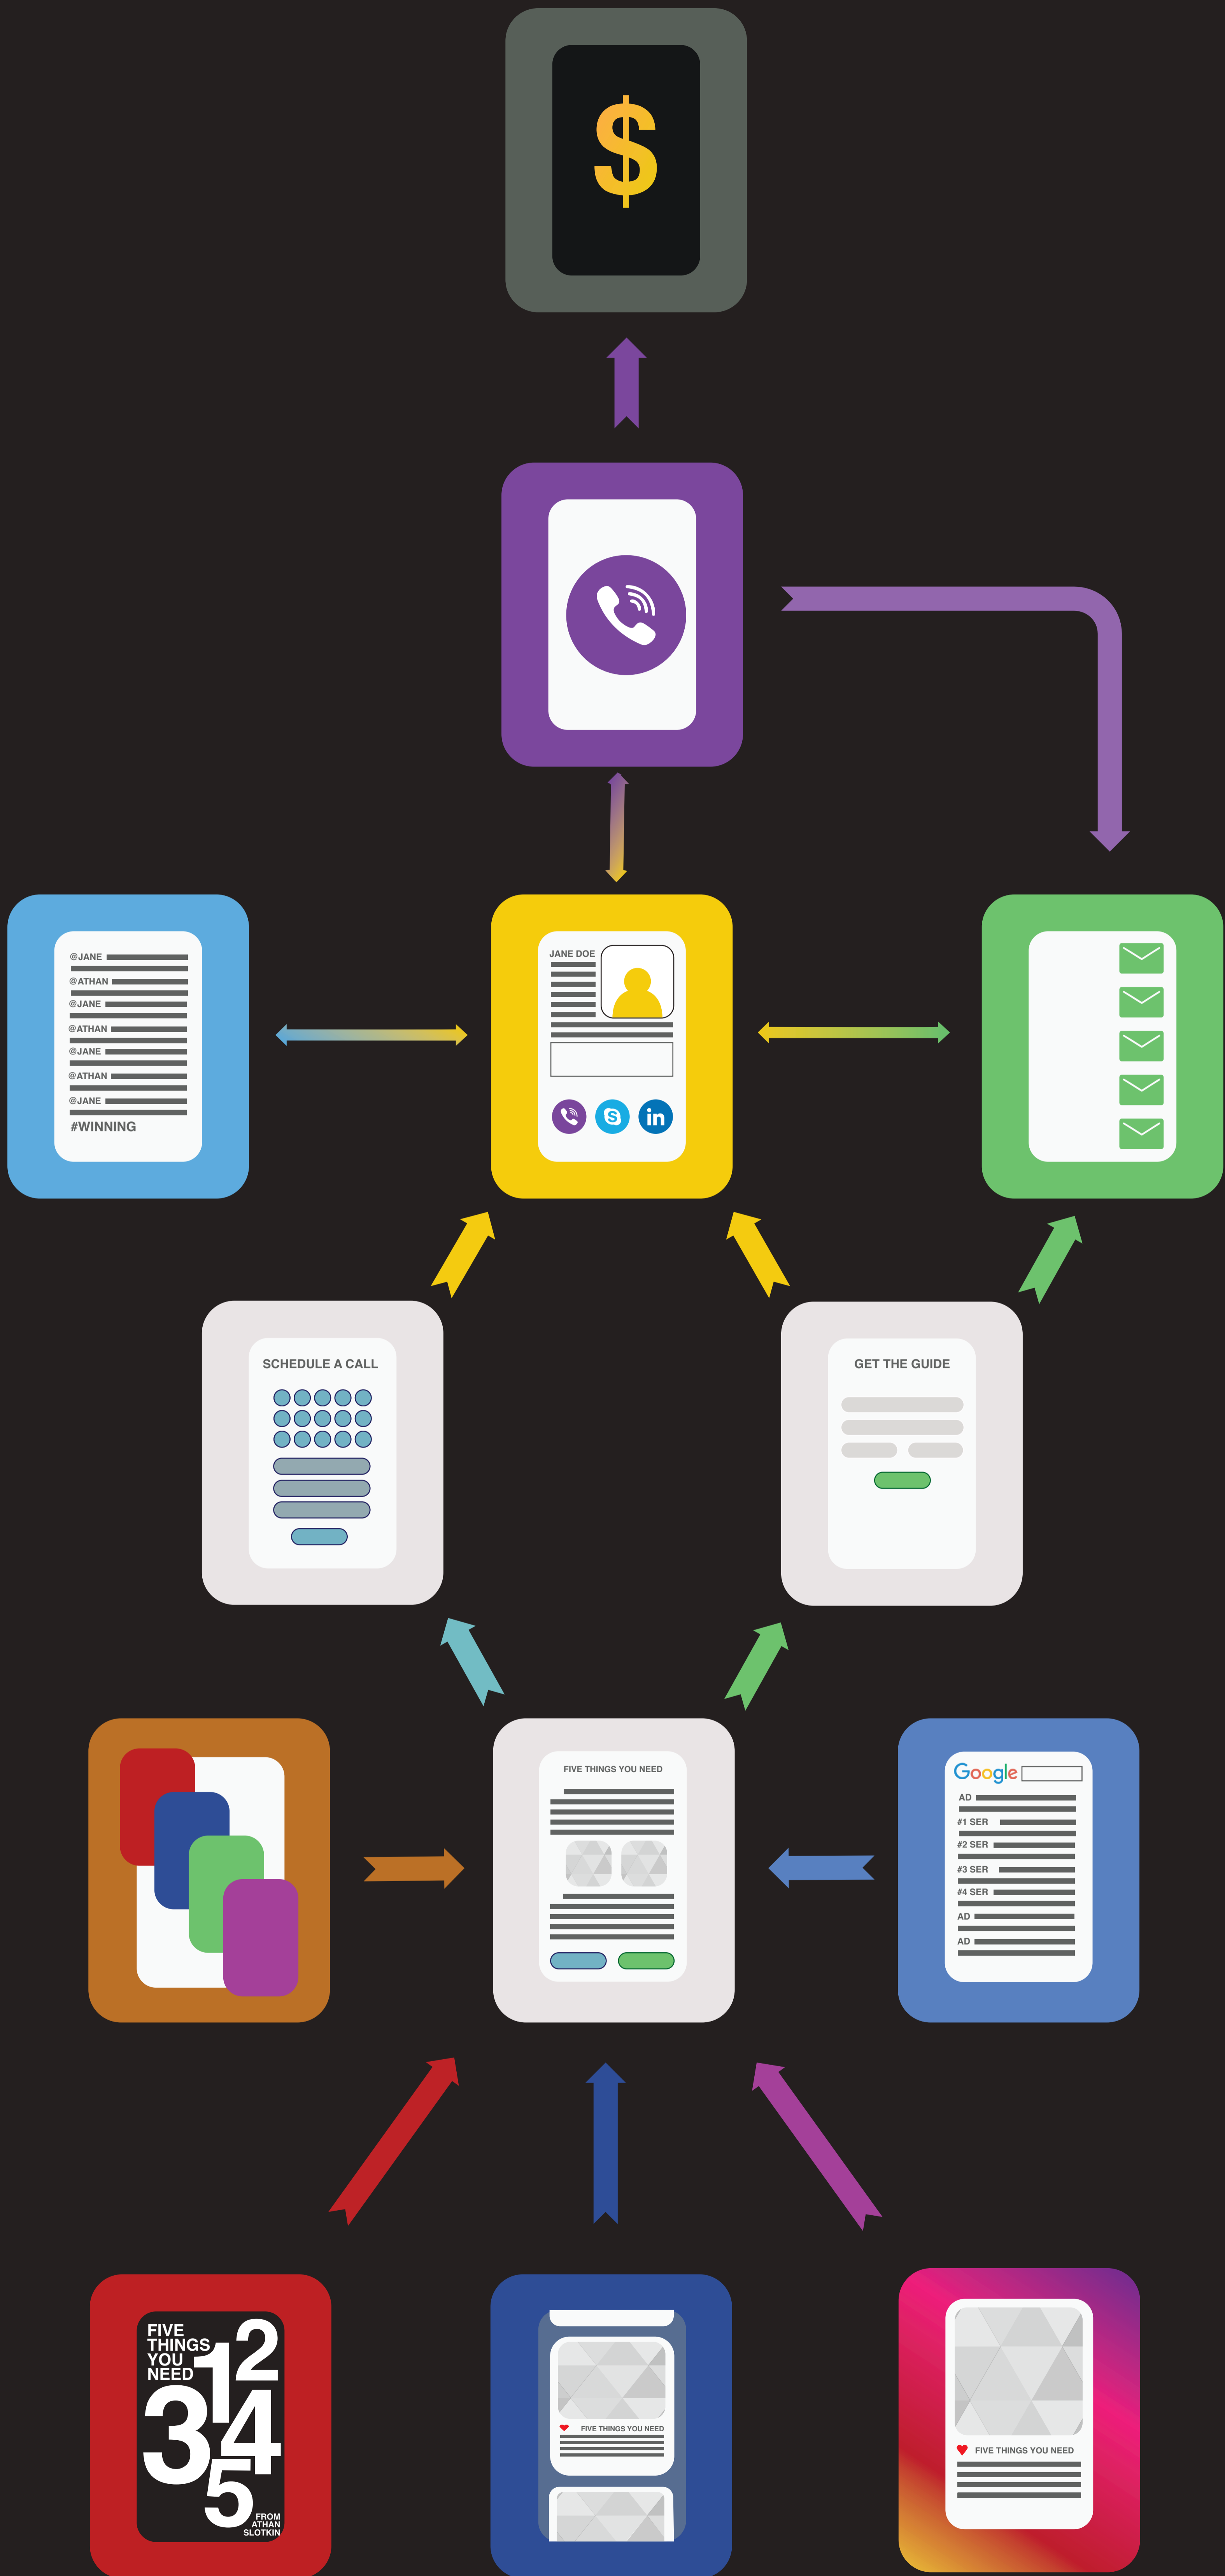 $
@JANE
@ATHAN
@JANE
@ATHAN
@JANE
@ATHAN
@JANE
#WINNING
JANE DOE
S
in
SCHEDULE A CALL
GET THE GUIDE
FIVE THINGS YOU NEED
Google
AD
#1 SER
#2 SER
#3 SER
#4 SER
AD
AD
FIVE
THINGS
YOU
NEED
1
2
3
4
5
FROM
ATHAN
SLOTKIN
FIVE THINGS YOU NEED
FIVE THINGS YOU NEED